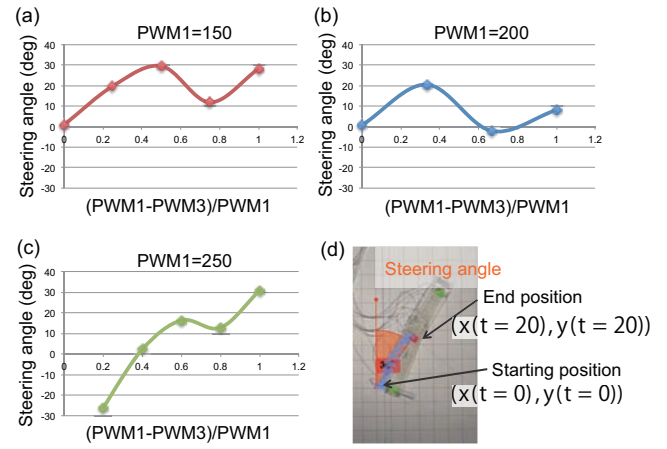 (a)
PWM1=150
Steering angle (deg)
40
30
20
10
0
-10
-20
-30
0
0.2
0.4
0.6
0.8
1
1.2
(PWM1-PWM3)/PWM1
(b)
PWM1=200
Steering angle (deg)
40
30
20
10
0
-10
-20
-30
0
0.2
0.4
0.6
0.8
1
1.2
(PWM1-PWM3)/PWM1
(c)
PWM1=250
Steering angle (deg)
40
30
20
10
0
-10
-20
-30
0
0.2
0.4
0.6
0.8
1
1.2
(PWM1-PWM3)/PWM1
(d)
Steering angle
End position
(x(t = 20), y(t = 20))
Starting position
(x(t = 0), y(t = 0))